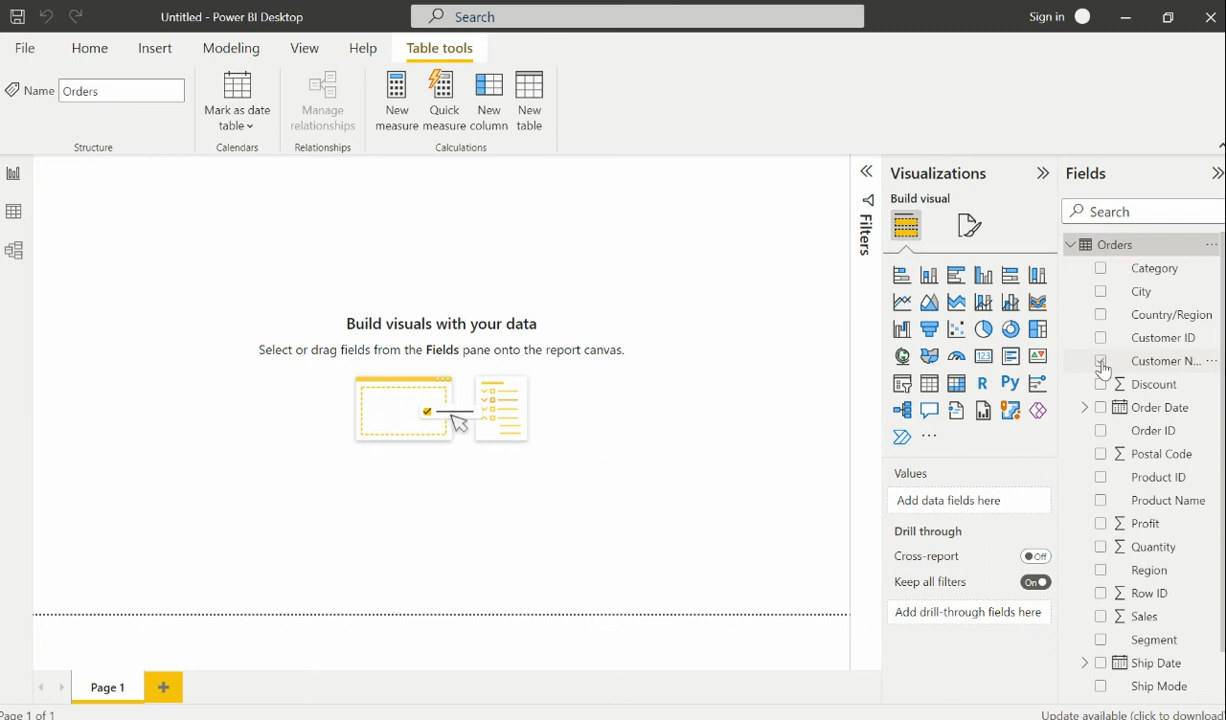 Untitled - Power BI Desktop
Search
Sign in
File
Home
Insert
Modeling
View
Help
Table tools
Name
Orders
Mark as date
table
Manage
relationships
New
measure
Quick
measure
New
column
New
table
Structure
Calendars
Relationships
Calculations
Filters
Build visuals with your data
Select or drag fields from the Fields pane onto the report canvas.
Visualizations
Build visual
123
R
Py
...
Values
Add data fields here
Drill through
Cross-report
Off
Keep all filters
On
Add drill-through fields here
Fields
Search
Orders
...
Category
City
Country/Region
Customer ID
Customer N...
...
∑ Discount
Order Date
Order ID
∑ Postal Code
Product ID
Product Name
∑ Profit
∑ Quantity
Region
∑ Row ID
∑ Sales
Segment
Ship Date
Ship Mode
Page 1
+
Page 1 of 1
Update available (click to download